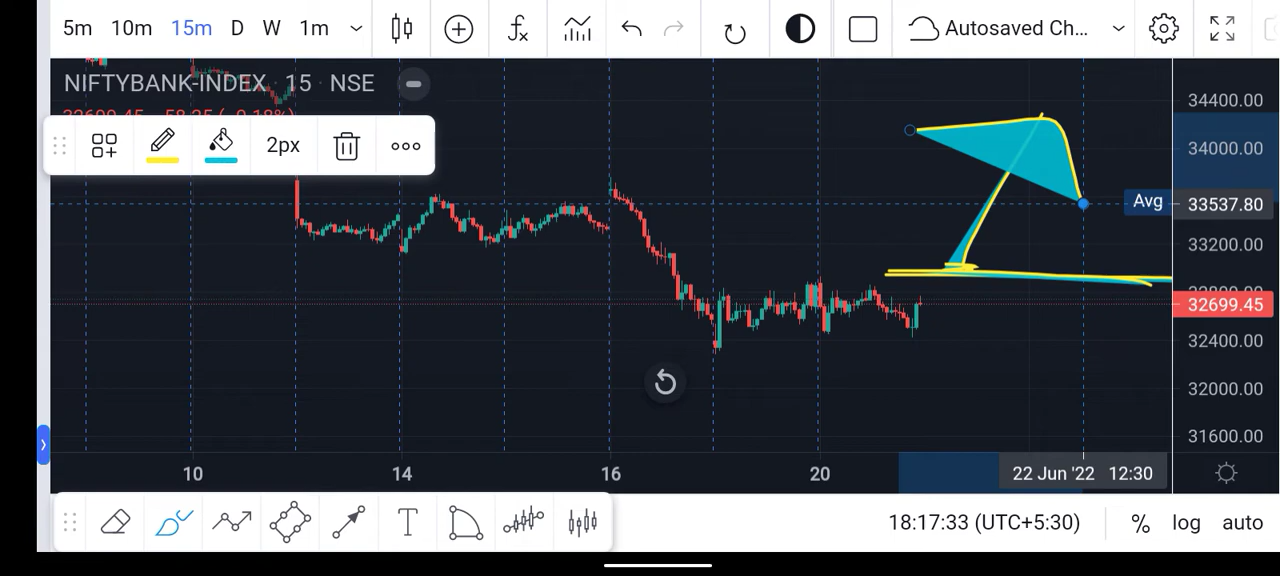 5m 10m 15m D W 1m Autosaved Ch...
NIFTYBANK-INDEX · 15 · NSE
2px
34400.00
34000.00
Avg 33537.80
33200.00
32699.45
32400.00
32000.00
31600.00
10 14 16 20 22 Jun '22 12:30
T 18:17:33 (UTC+5:30) % log auto